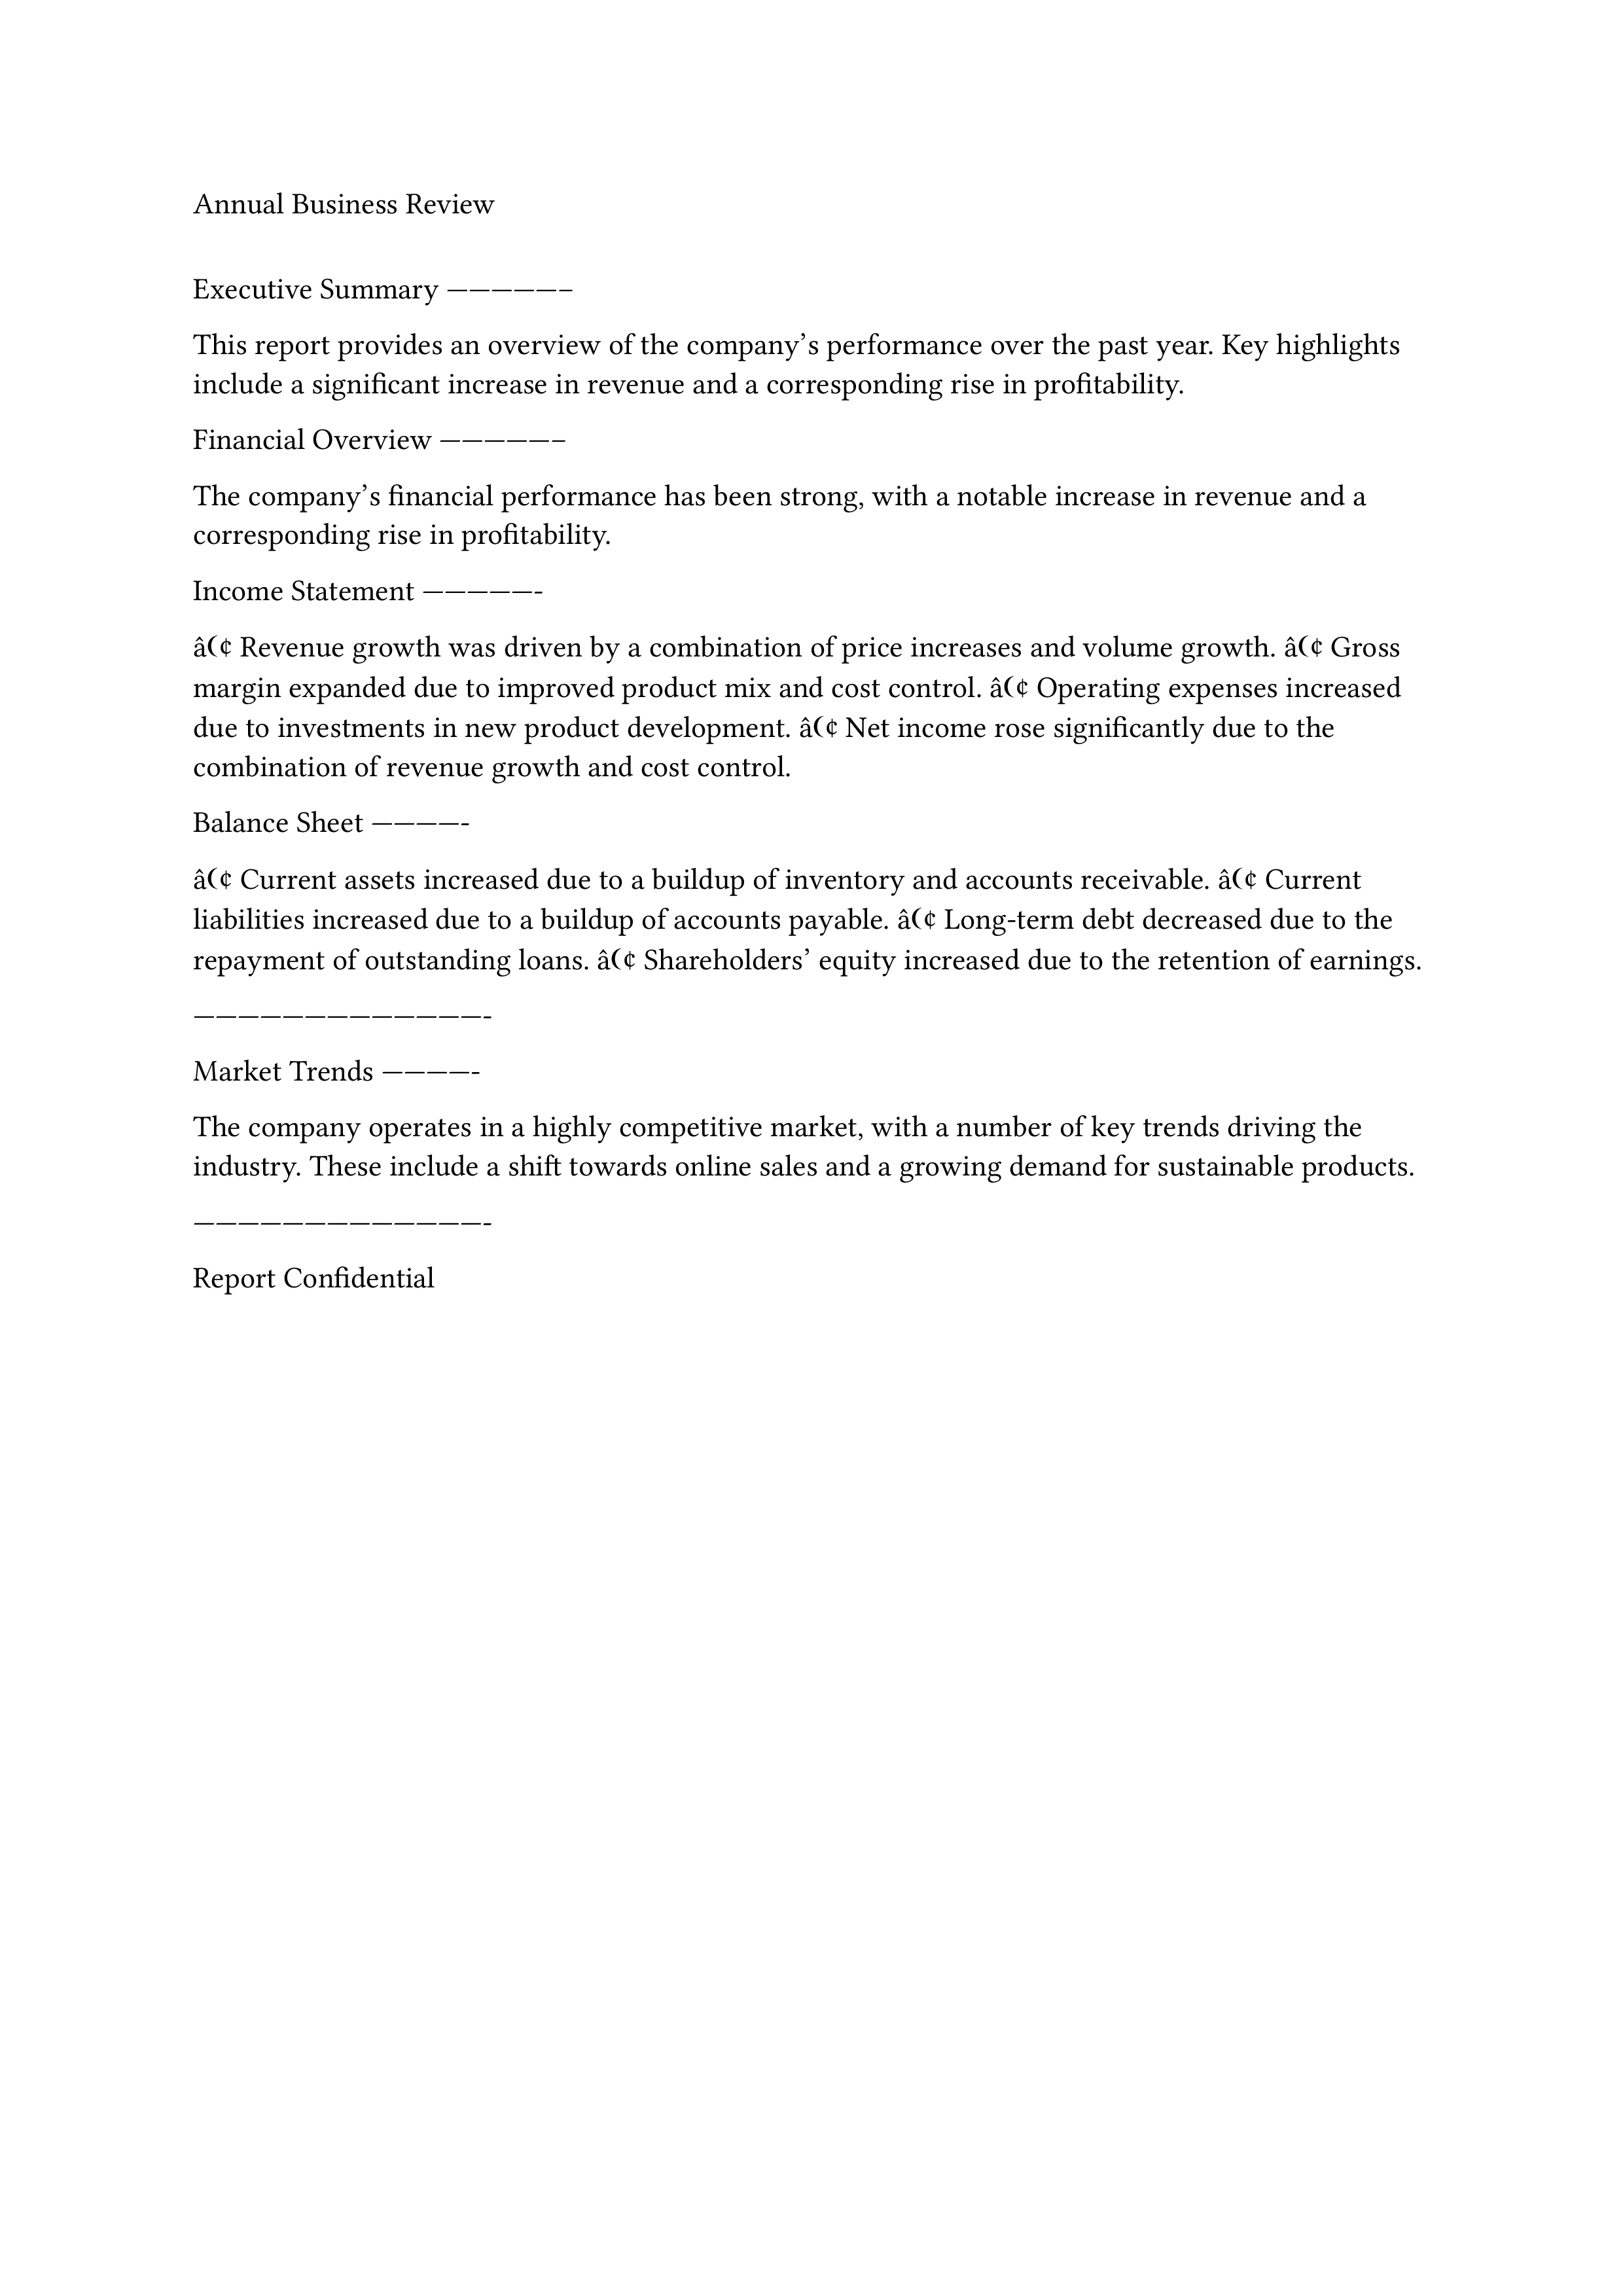 Annual Business Review
Executive Summary —————–
This report provides an overview of the company’s performance over the past year. Key highlights
include a significant increase in revenue and a corresponding rise in profitability.
Financial Overview —————–
The company’s financial performance has been strong, with a notable increase in revenue and a
corresponding rise in profitability.
Income Statement —————-
â(¢ Revenue growth was driven by a combination of price increases and volume growth. â(¢ Gross
margin expanded due to improved product mix and cost control. â(¢ Operating expenses increased
due to investments in new product development. â(¢ Net income rose significantly due to the
combination of revenue growth and cost control.
Balance Sheet ————-
â(¢ Current assets increased due to a buildup of inventory and accounts receivable. â(¢ Current
liabilities increased due to a buildup of accounts payable. â(¢ Long-term debt decreased due to the
repayment of outstanding loans. â(¢ Shareholders’ equity increased due to the retention of earnings.
—————————————-
Market Trends ————-
The company operates in a highly competitive market, with a number of key trends driving the
industry. These include a shift towards online sales and a growing demand for sustainable products.
—————————————-
Report Confidential